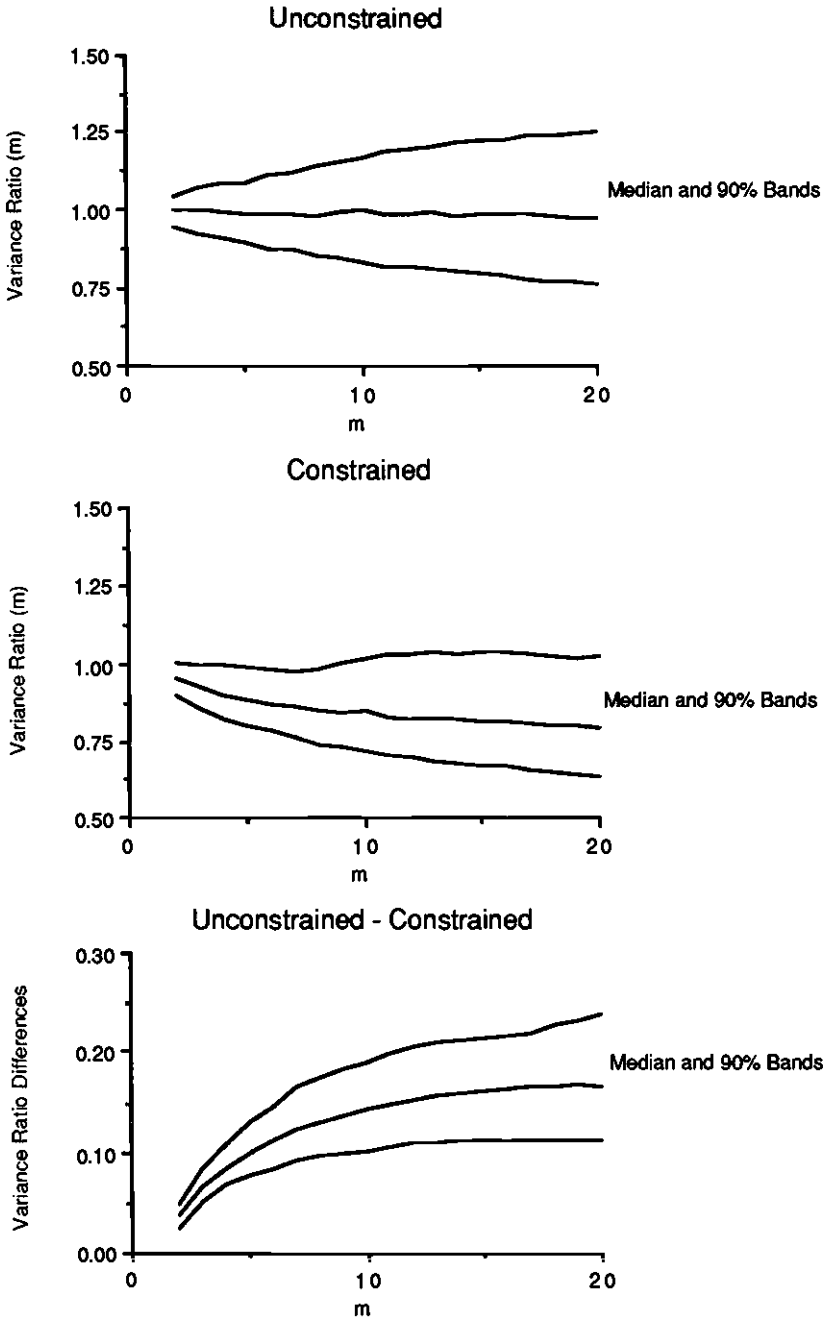 Unconstrained
Variance Ratio (m)
1.50
1.25
1.00
0.75
0.50
Median and 90% Bands
0
10
20
m
Constrained
Variance Ratio (m)
1.50
1.25
1.00
0.75
0.50
Median and 90% Bands
0
10
20
m
Unconstrained - Constrained
Variance Ratio Differences
0.30
0.20
0.10
0.00
Median and 90% Bands
0
10
20
m